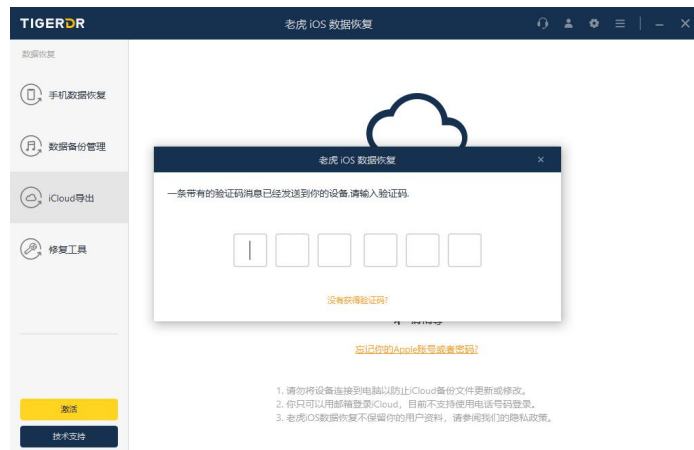 TIGERDR
老虎 iOS 数据恢复
数据恢复
手机数据恢复
数据备份管理
iCloud导出
修复工具
激活
技术支持
老虎 iOS 数据恢复
一条带有的验证码消息已经发送到你的设备,请输入验证码.
没有获得验证码?
忘记你的Apple账号或者密码?
1. 请勿将设备连接到电脑以防止iCloud备份文件更新或修改。
2. 你只可以用邮箱登录iCloud，目前不支持使用电话号码登录。
3. 老虎iOS数据恢复不保留你的用户资料，请参阅我们的隐私政策。